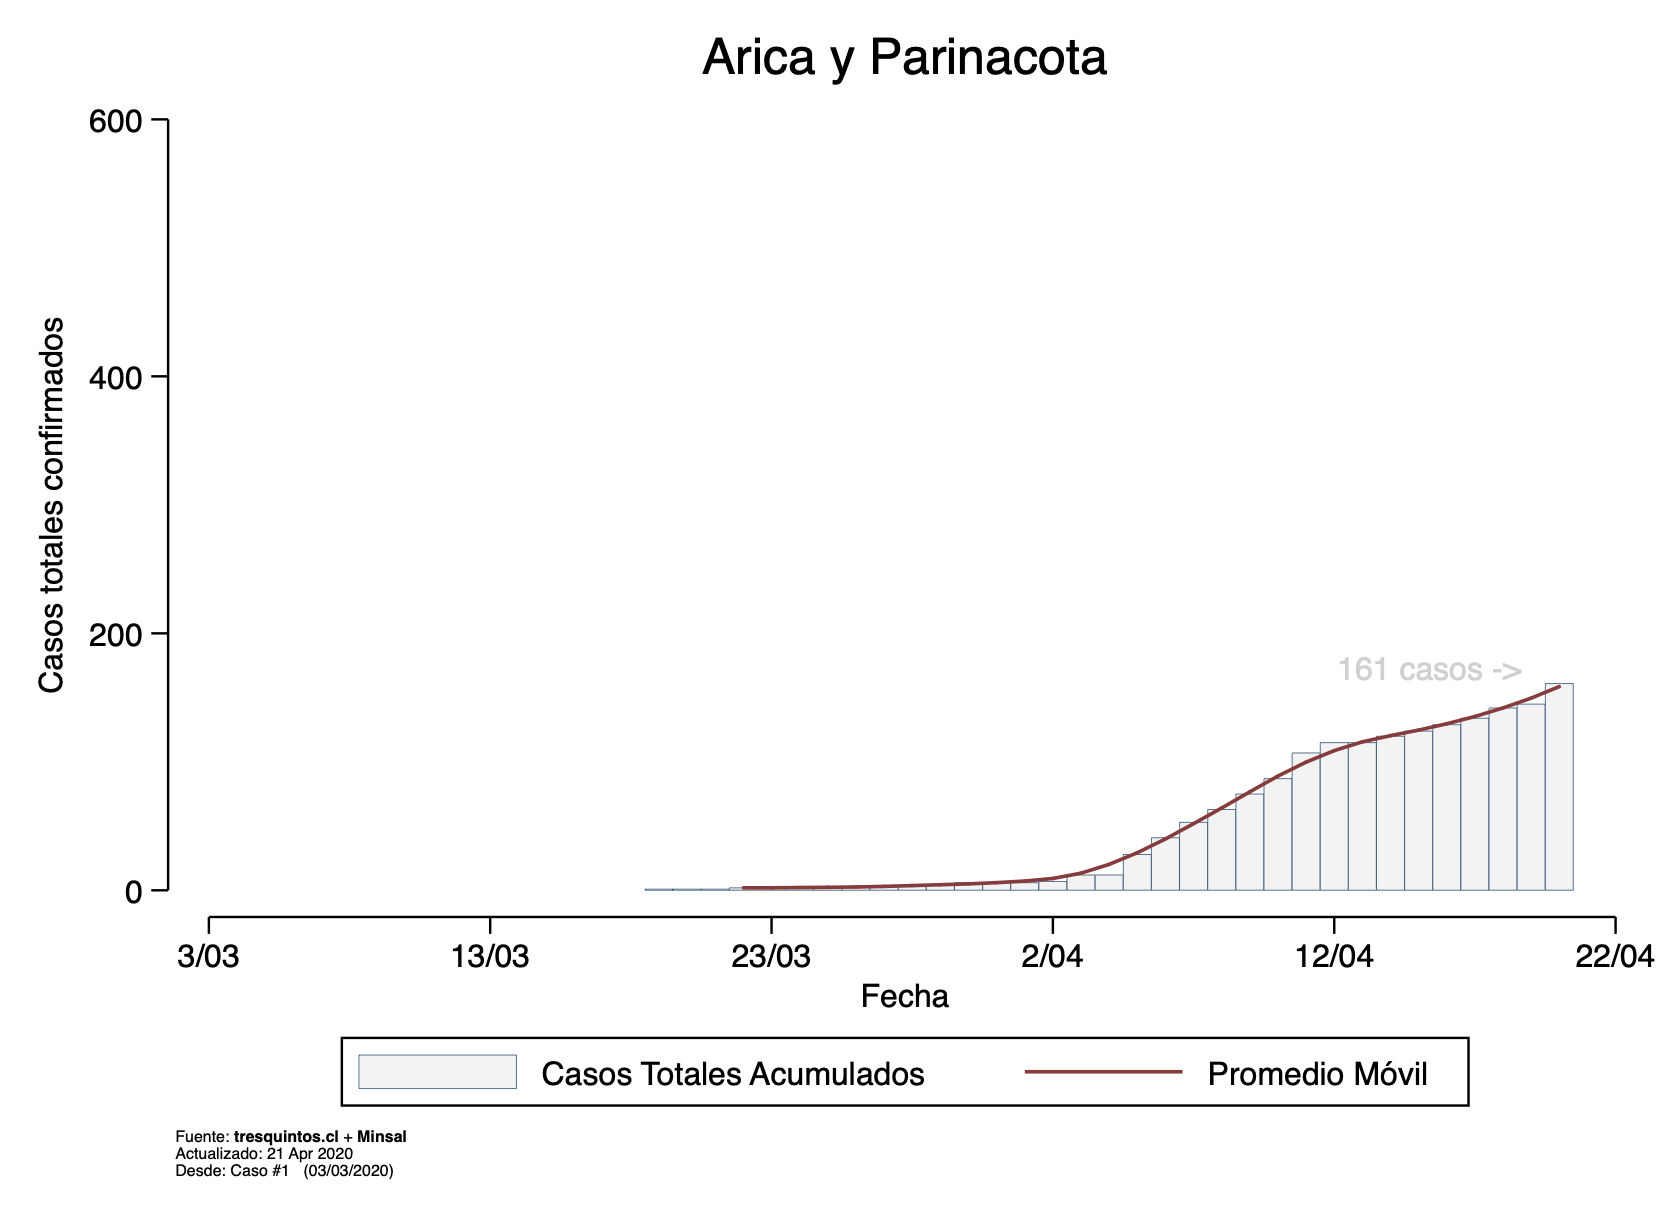 Arica y Parinacota
600
400
200
0
Casos totales confirmados
161 casos ->
3/03 13/03 23/03 2/04 12/04 22/04
Fecha
Casos Totales Acumulados Promedio Móvil
Fuente: tresquintos.cl + Minsal
Actualizado: 21 Apr 2020
Desde: Caso #1 (03/03/2020)